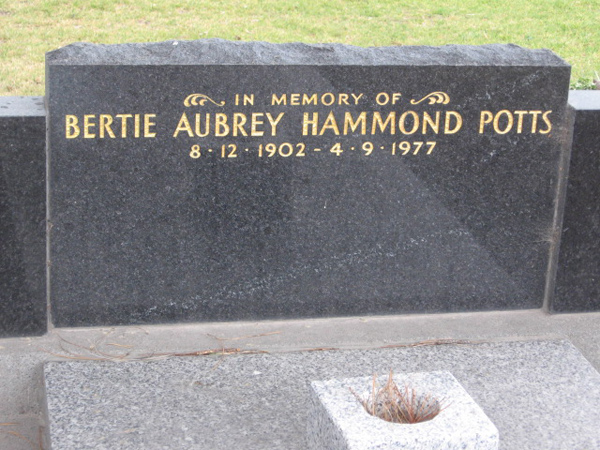 IN MEMORY OF
BERTIE AUBREY HAMMOND POTTS
8·12·1902 - 4·9·1977